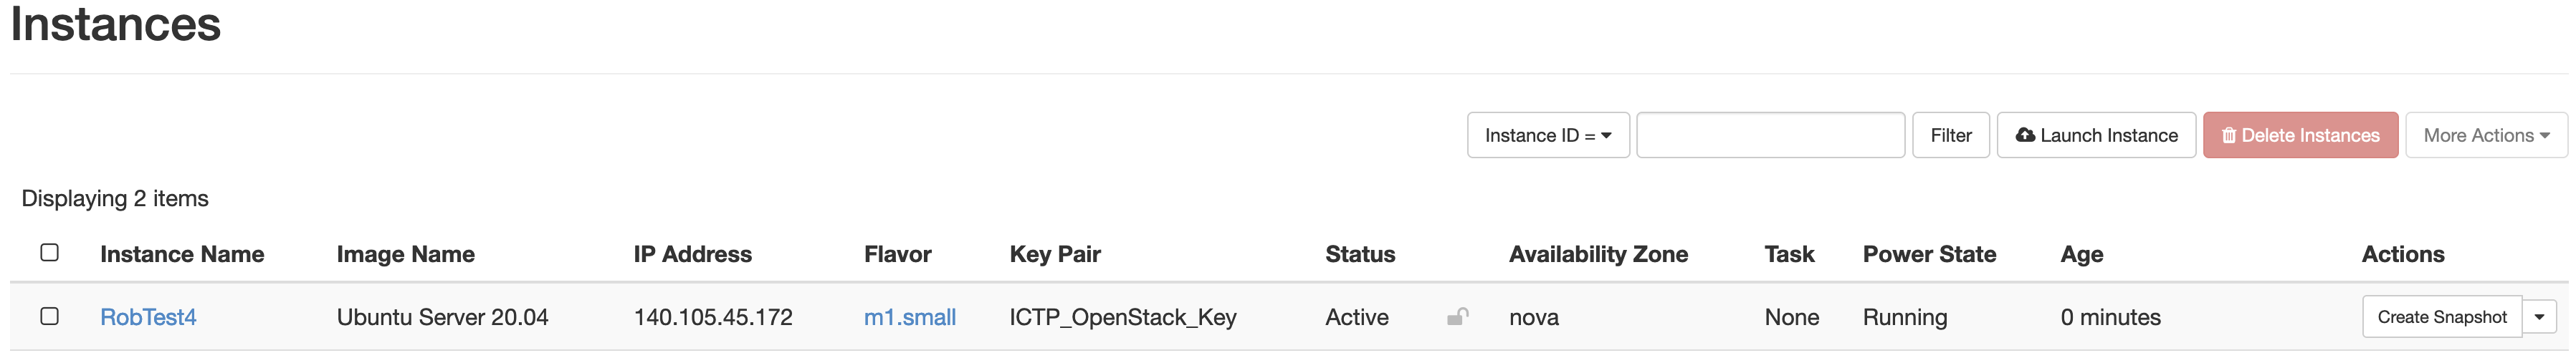 Instances
Instance ID = Filter Launch Instance Delete Instances More Actions
Displaying 2 items
Instance Name Image Name IP Address Flavor Key Pair Status Availability Zone Task Power State Age Actions
RobTest4 Ubuntu Server 20.04 140.105.45.172 m1.small ICTP_OpenStack_Key Active nova None Running 0 minutes Create Snapshot